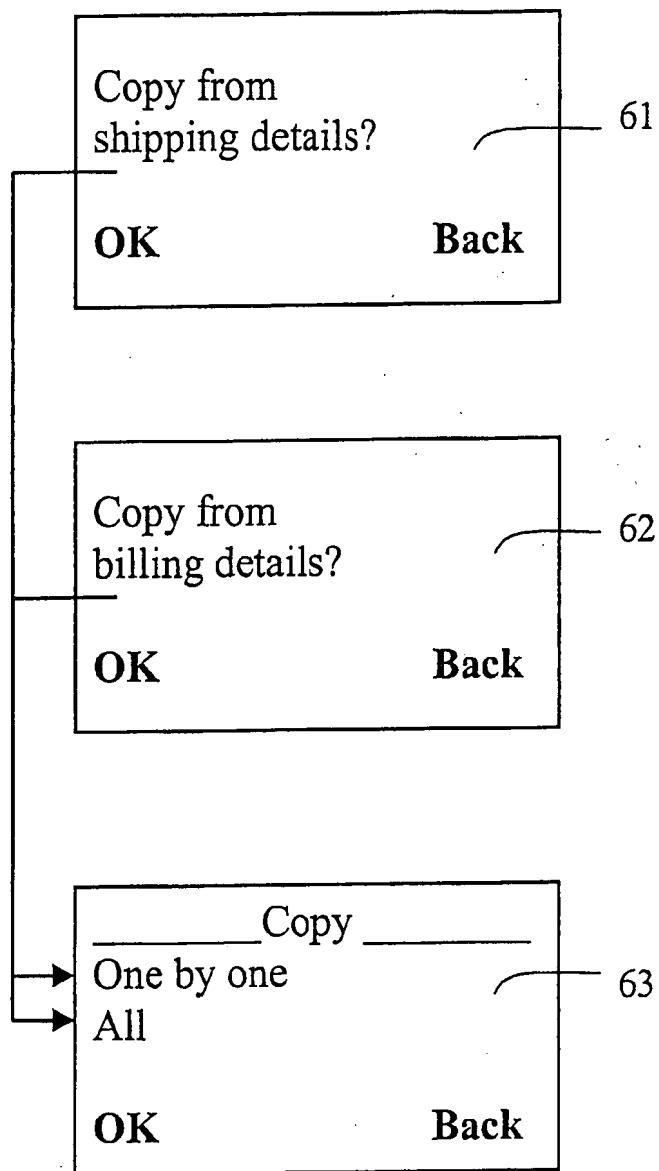 Copy from
shipping details?
61
OK Back
Copy from
billing details?
62
OK Back
Copy
One by one
63
All
OK Back